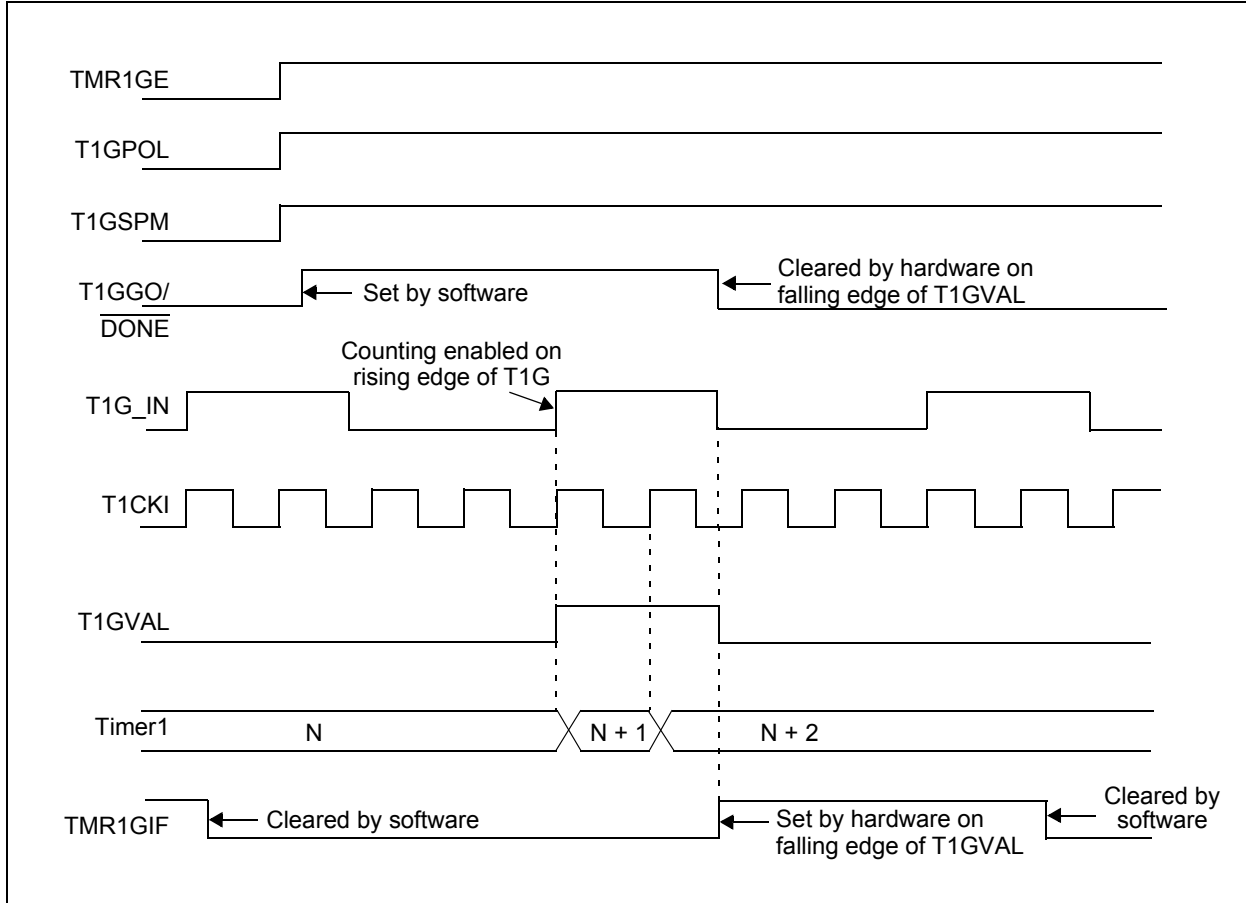 TMR1GE
T1GPOL
T1GSPM
T1GGO/
DONE
Set by software
Cleared by hardware on
falling edge of T1GVAL
Counting enabled on
rising edge of T1G
T1G_IN
T1CKI
T1GVAL
Timer1
N
N + 1
N + 2
TMR1GIF
Cleared by software
Set by hardware on
falling edge of T1GVAL
Cleared by
software